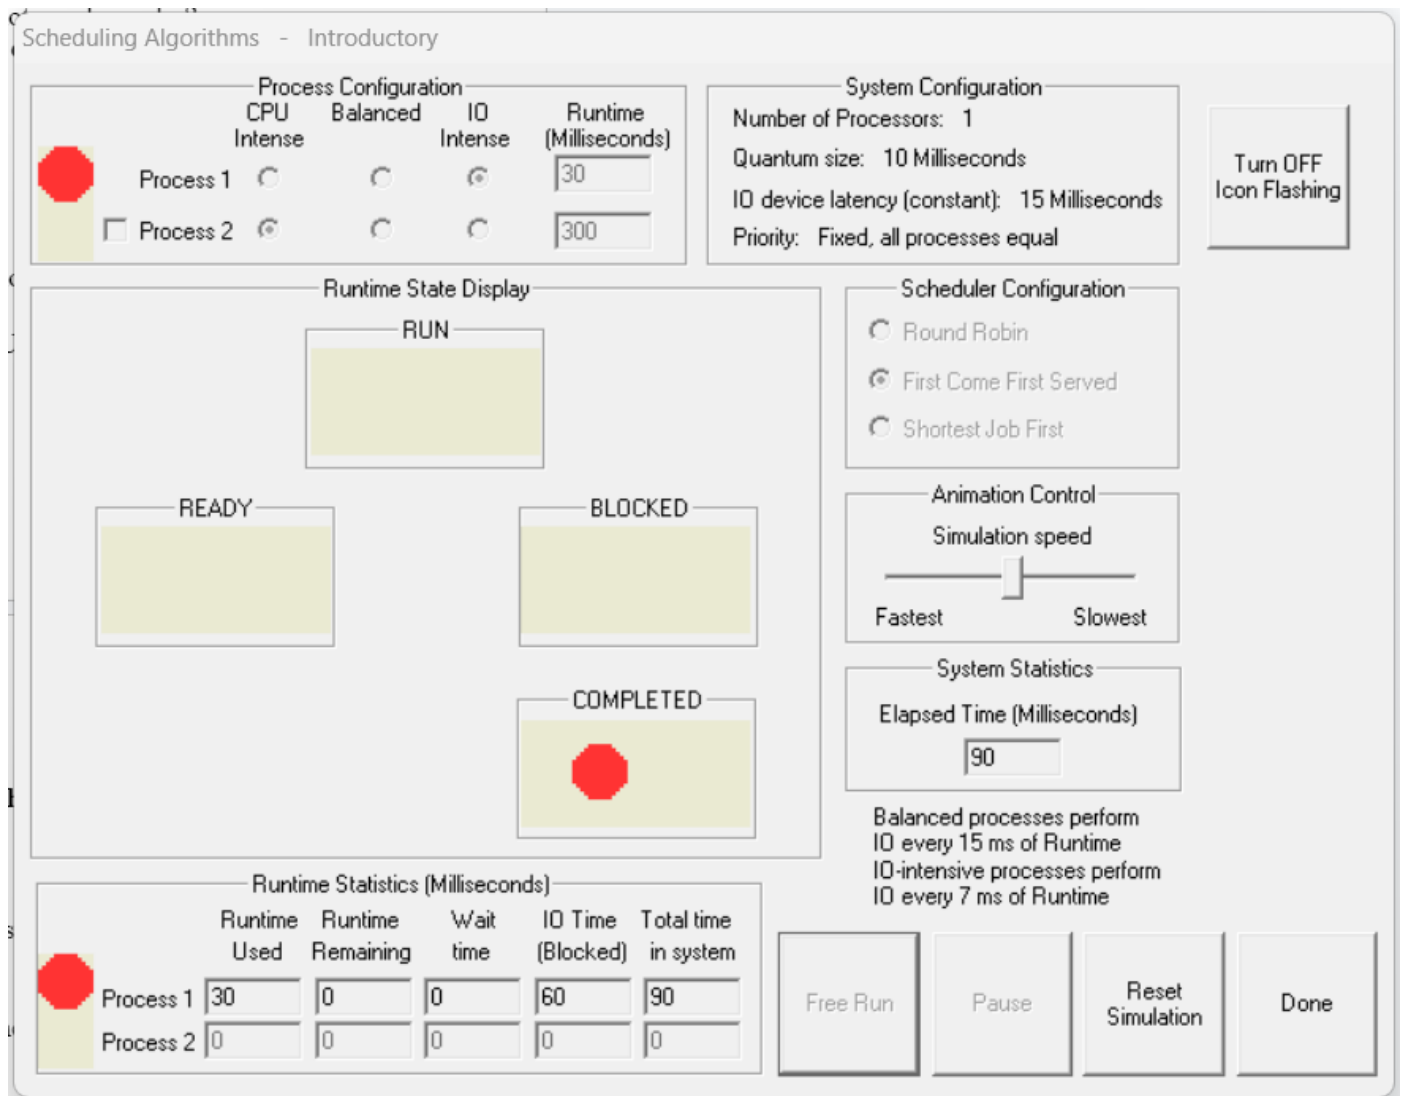 Scheduling Algorithms - Introductory
Process Configuration
CPU Intense
Balanced
IO Intense
Runtime (Milliseconds)
Process 1
30
Process 2
300
System Configuration
Number of Processors: 1
Quantum size: 10 Milliseconds
IO device latency (constant): 15 Milliseconds
Priority: Fixed, all processes equal
Turn OFF
Icon Flashing
Runtime State Display
RUN
READY
BLOCKED
COMPLETED
Scheduler Configuration
Round Robin
First Come First Served
Shortest Job First
Animation Control
Simulation speed
Fastest Slowest
System Statistics
Elapsed Time (Milliseconds)
90
Balanced processes perform
IO every 15 ms of Runtime
IO-intensive processes perform
IO every 7 ms of Runtime
Runtime Statistics (Milliseconds)
Runtime Runtime Wait IO Time Total time
Used Remaining time (Blocked) in system
Process 1 30 0 0 60 90
Process 2 0 0 0 0 0
Free Run
Pause
Reset
Simulation
Done